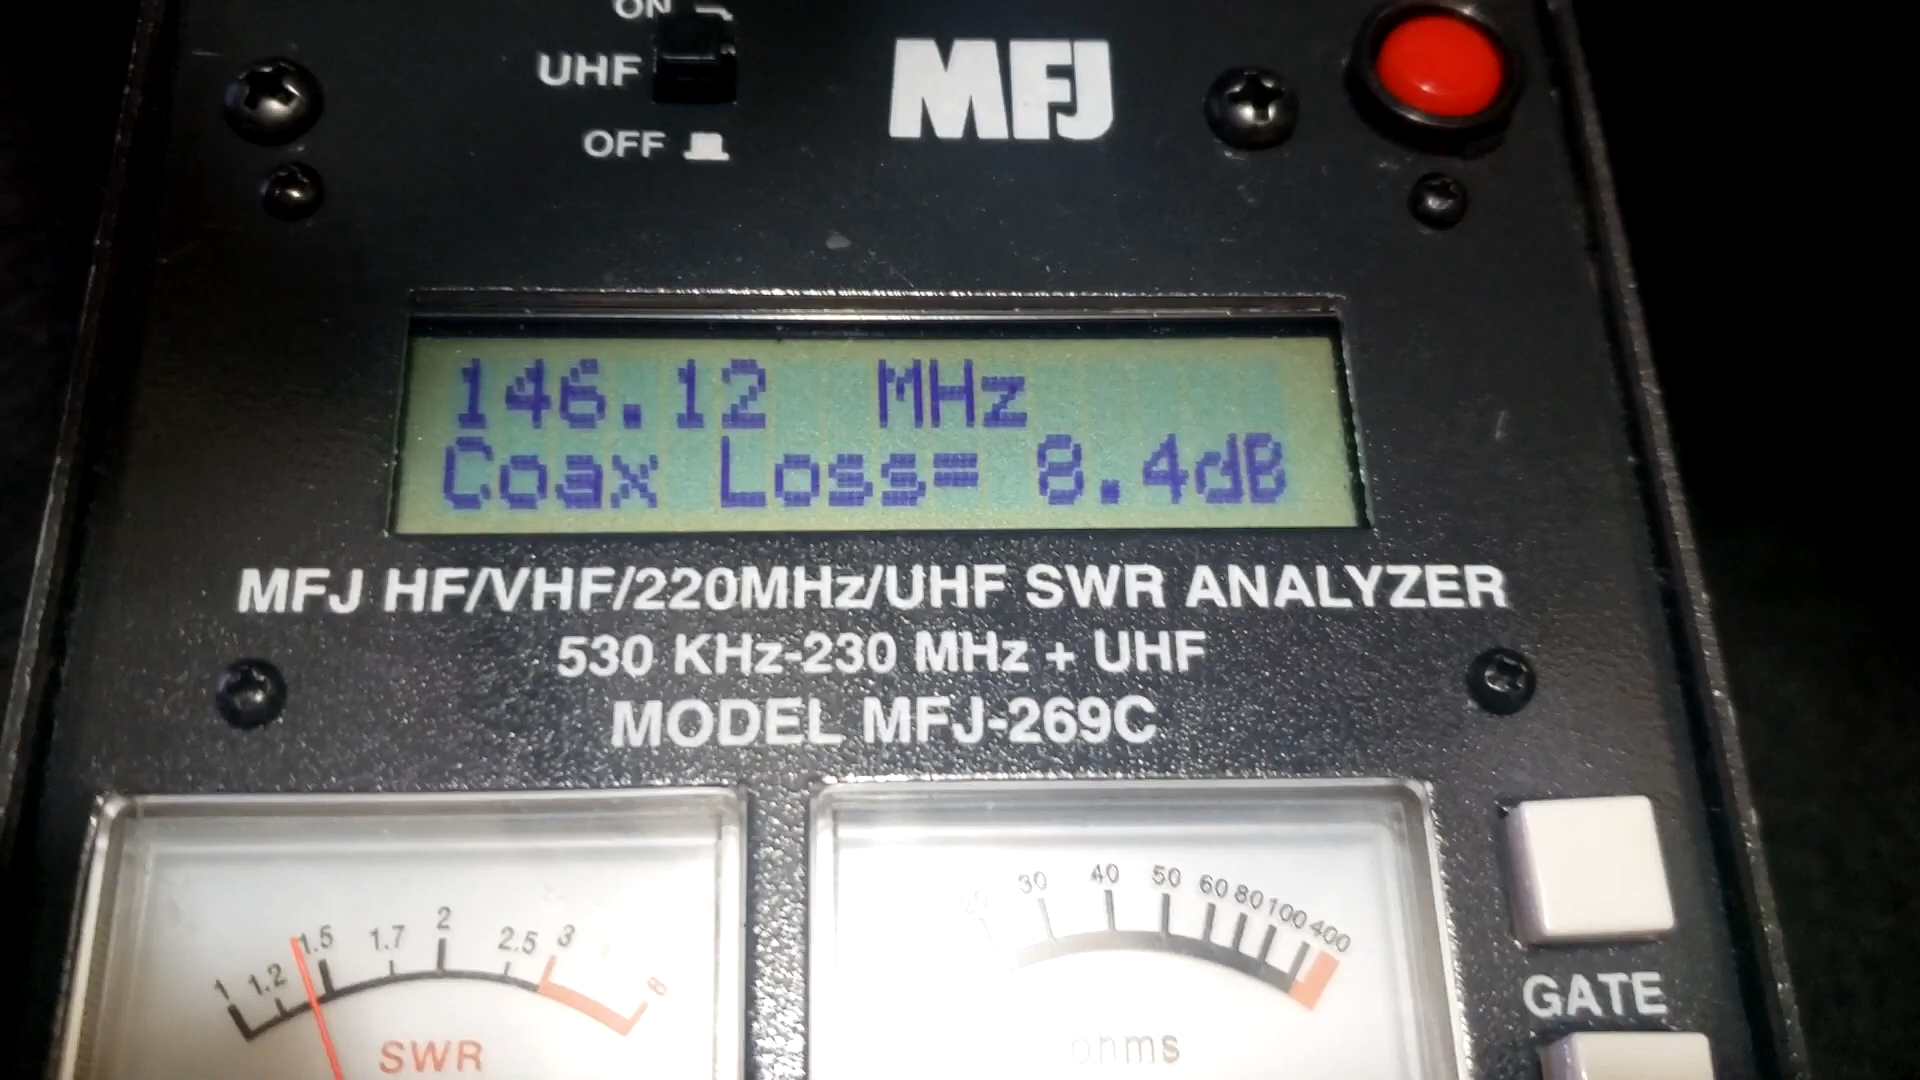 ON
UHF
OFF
MFJ
146.12 MHz
Coax Loss= 8.4dB
MFJ HF/VHF/220MHz/UHF SWR ANALYZER
530 KHz-230 MHz + UHF
MODEL MFJ-269C
1 1.2 1.5 1.7 2 2.5 3
SWR
30 40 50 60 80 100 400
ohms
GATE